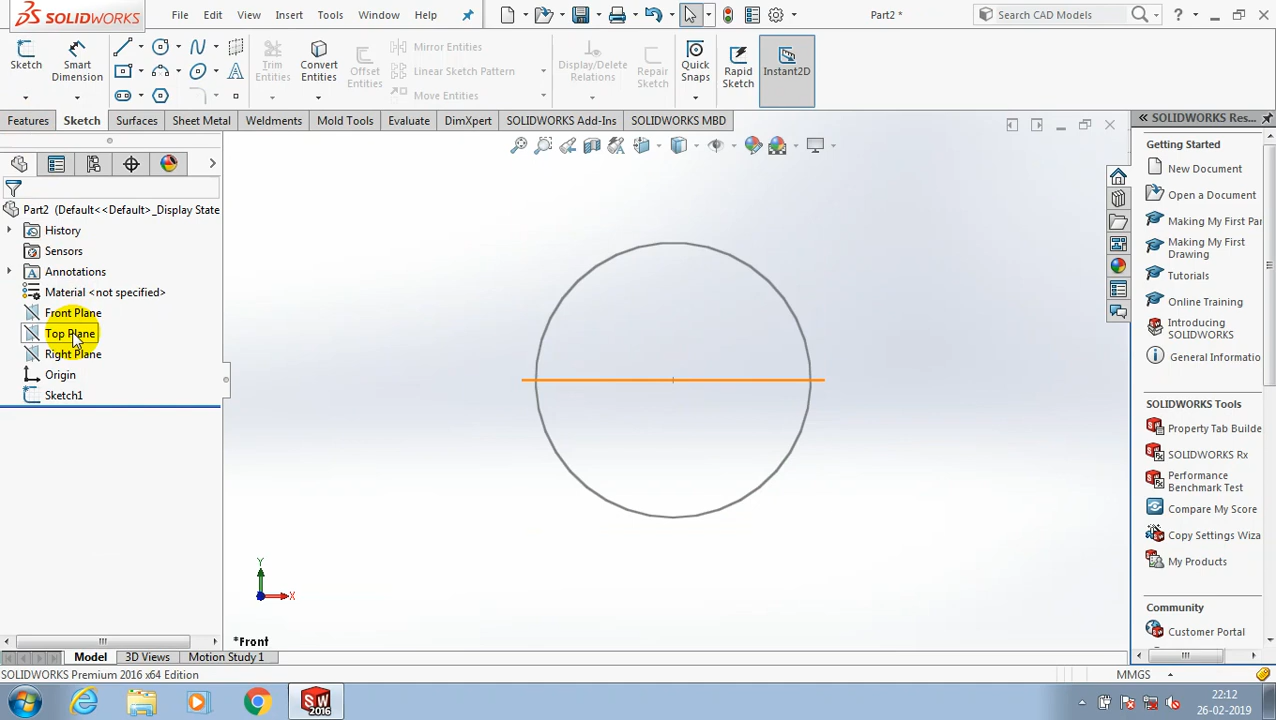 SOLIDWORKS File Edit View Insert Tools Window Help Part2 * Search CAD Models ?
Sketch Smart Dimension Trim Entities Convert Entities Offset Entities Mirror Entities Linear Sketch Pattern Move Entities Display/Delete Relations Repair Sketch Quick Snaps Rapid Sketch Instant2D
Features Sketch Surfaces Sheet Metal Weldments Mold Tools Evaluate DimXpert SOLIDWORKS Add-Ins SOLIDWORKS MBD
Part2 (Default<<Default>_Display State
History
Sensors
Annotations
Material <not specified>
Front Plane
Top Plane
Right Plane
Origin
Sketch1
Y
X
*Front
SOLIDWORKS Res...
Getting Started
New Document
Open a Document
Making My First Par
Making My First
Drawing
Tutorials
Online Training
Introducing
SOLIDWORKS
General Informatio
SOLIDWORKS Tools
Property Tab Builde
SOLIDWORKS Rx
Performance
Benchmark Test
Compare My Score
Copy Settings Wiza
My Products
Community
Customer Portal
Model 3D Views Motion Study 1
SOLIDWORKS Premium 2016 x64 Edition MMGS
SW
2016
22:12
26-02-2019